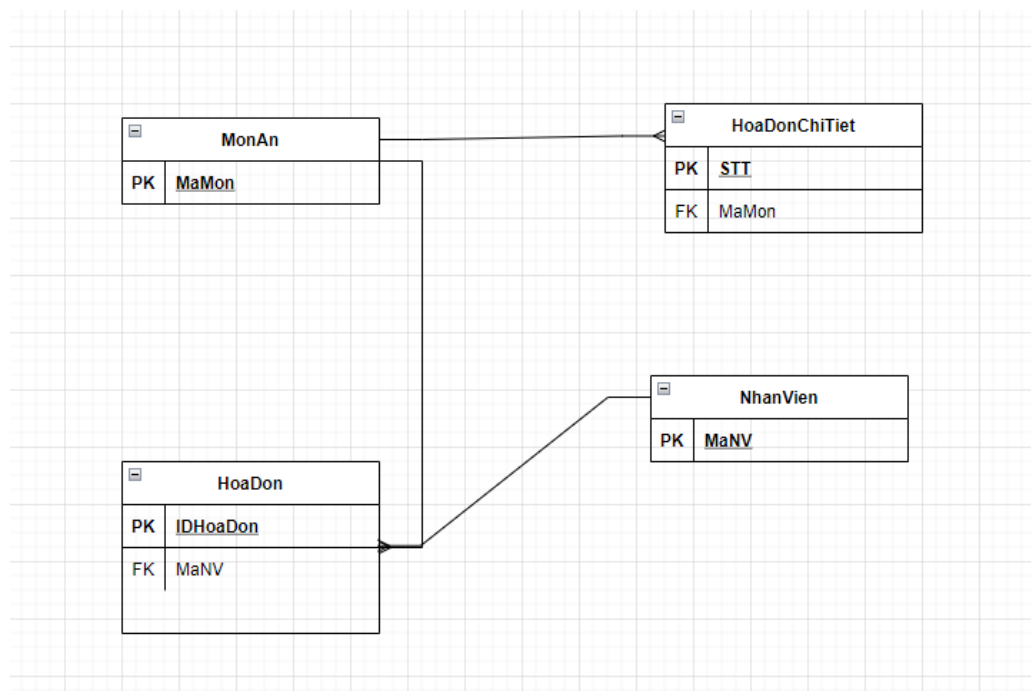 MonAn
PK MaMon
HoaDonChiTiet
PK STT
FK MaMon
NhanVien
PK MaNV
HoaDon
PK IDHoaDon
FK MaNV